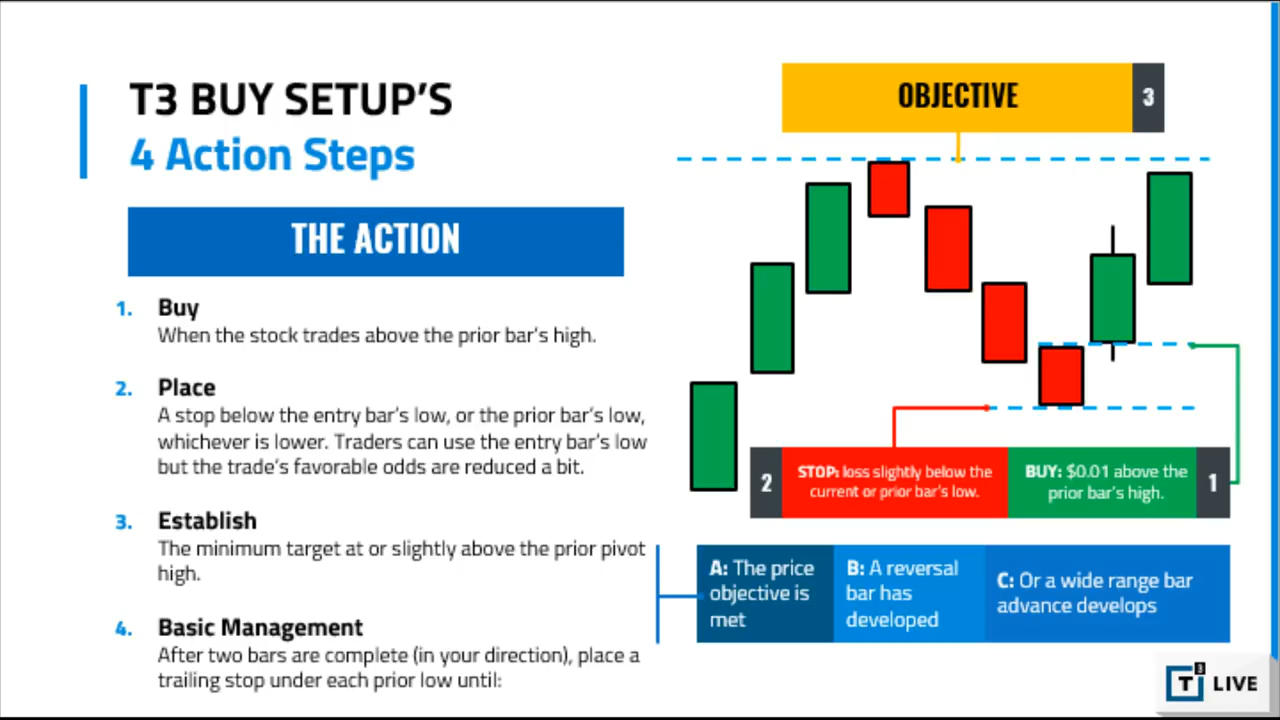 T3 BUY SETUP'S
4 Action Steps
THE ACTION
1. Buy
When the stock trades above the prior bar's high.
2. Place
A stop below the entry bar's low, or the prior bar's low,
whichever is lower. Traders can use the entry bar's low
but the trade's favorable odds are reduced a bit.
3. Establish
The minimum target at or slightly above the prior pivot
high.
4. Basic Management
After two bars are complete (in your direction), place a
trailing stop under each prior low until:
OBJECTIVE
3
2
STOP: loss slightly below the
current or prior bar's low.
BUY: $0.01 above the
prior bar's high.
1
A: The price
objective is
met
B: A reversal
bar has
developed
C: Or a wide range bar
advance develops
T3 LIVE